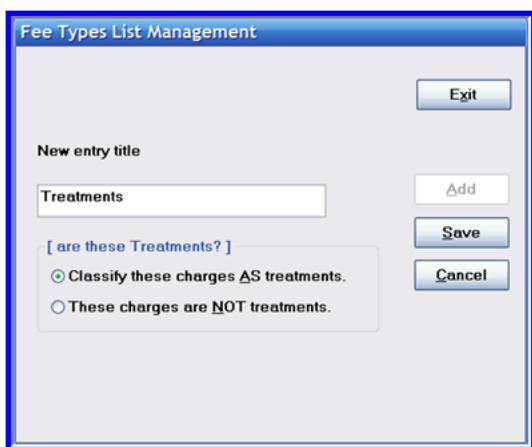 Fee Types List Management
Exit
New entry title
Treatments
Add
Save
Cancel
[ are these Treatments? ]
Classify these charges AS treatments.
These charges are NOT treatments.